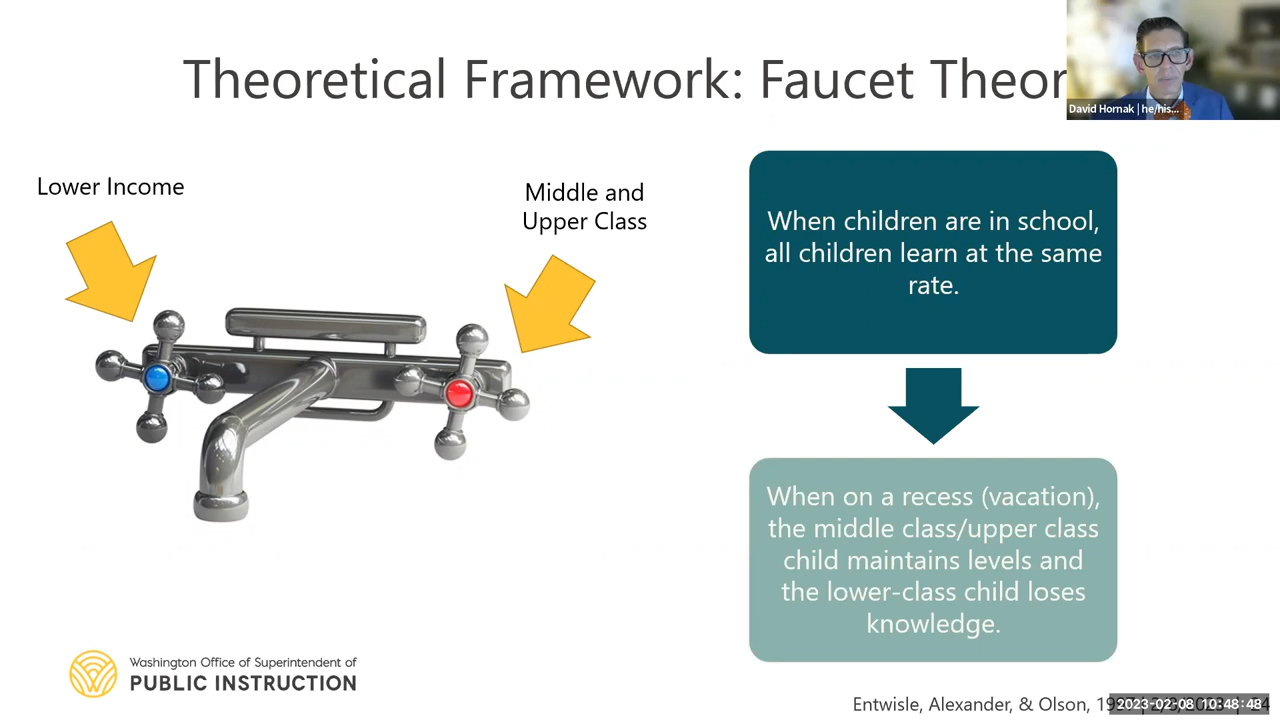 Theoretical Framework: Faucet Theor
David Hornak | he/his...
Lower Income
Middle and
Upper Class
When children are in school,
all children learn at the same
rate.
When on a recess (vacation),
the middle class/upper class
child maintains levels and
the lower-class child loses
knowledge.
Washington Office of Superintendent of
PUBLIC INSTRUCTION
Entwisle, Alexander, & Olson,
2023-02-08 10:48:48